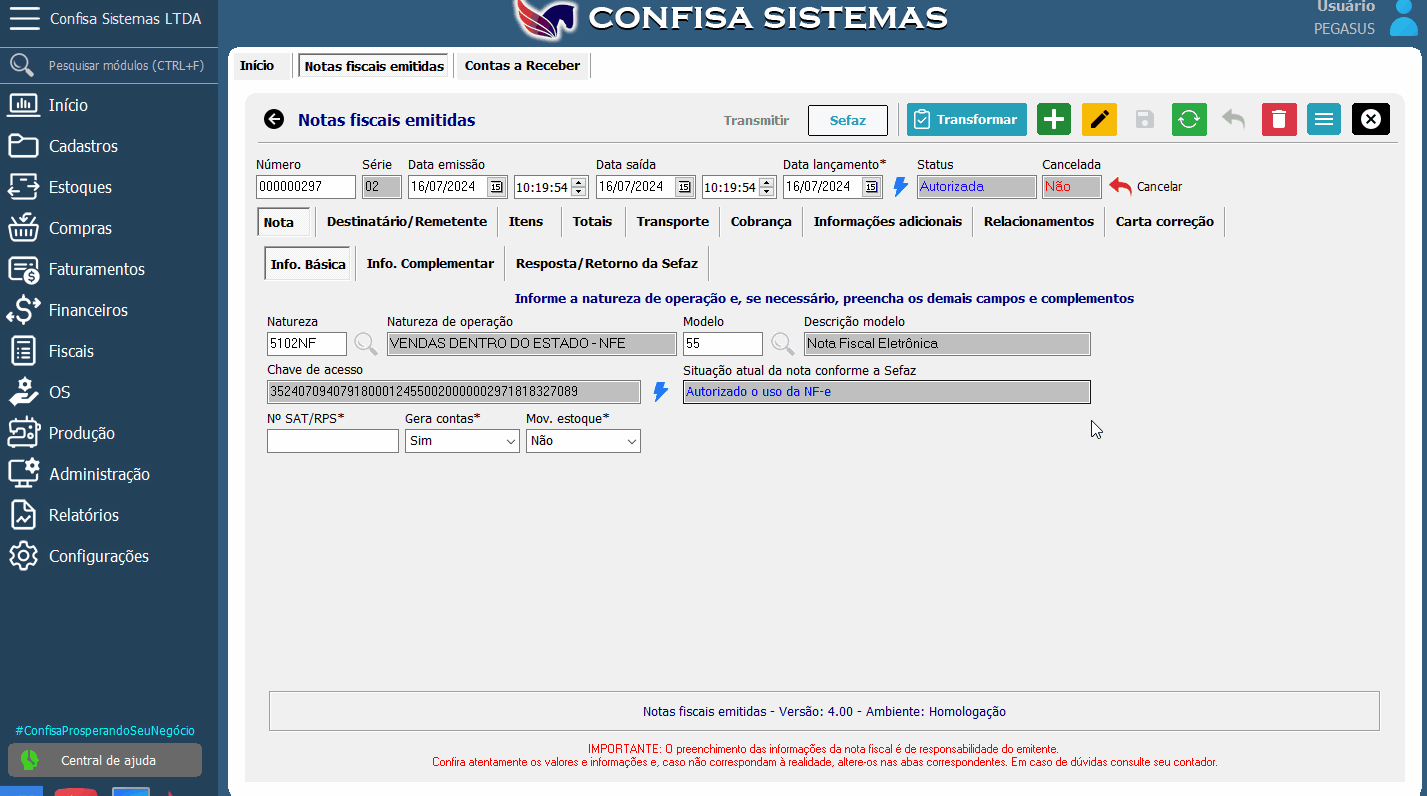 Confisa Sistemas LTDA
CONFISA SISTEMAS
Usuário
PEGASUS
Pesquisar módulos (CTRL+F)
Início
Cadastros
Estoques
Compras
Faturamentos
Financeiros
Fiscais
OS
Produção
Administração
Relatórios
Configurações
#ConfisaProsperandoSeuNegócio
Central de ajuda
Início Notas fiscais emitidas Contas a Receber
Notas fiscais emitidas Transmitir Sefaz Transformar
Número Série Data emissão Data saída Data lançamento* Status Cancelada
000000297 02 16/07/2024 15 10:19:54 16/07/2024 15 10:19:54 16/07/2024 15 Autorizada Não Cancelar
Nota Destinatário/Remetente Itens Totais Transporte Cobrança Informações adicionais Relacionamentos Carta correção
Info. Básica Info. Complementar Resposta/Retorno da Sefaz
Informe a natureza de operação e, se necessário, preencha os demais campos e complementos
Natureza Natureza de operação Modelo Descrição modelo
5102NF VENDAS DENTRO DO ESTADO - NFE 55 Nota Fiscal Eletrônica
Chave de acesso Situação atual da nota conforme a Sefaz
35240709407918000124550020000002971818327089 Autorizado o uso da NF-e
Nº SAT/RPS* Gera contas* Mov. estoque*
Sim Não
Notas fiscais emitidas - Versão: 4.00 - Ambiente: Homologação
IMPORTANTE: O preenchimento das informações da nota fiscal é de responsabilidade do emitente.
Confira atentamente os valores e informações e, caso não correspondam à realidade, altere-os nas abas correspondentes. Em caso de dúvidas consulte seu contador.